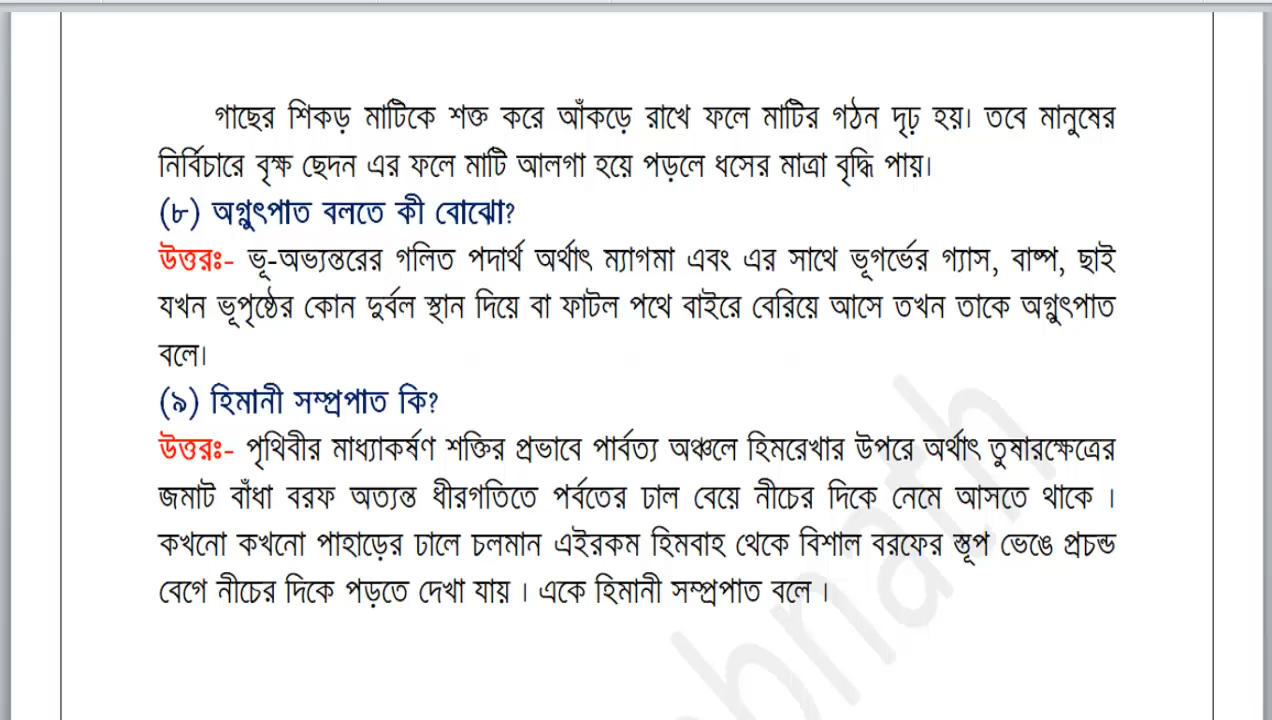 গাছের শিকড় মাটিকে শক্ত করে আঁকড়ে রাখে ফলে মাটির গঠন দৃঢ় হয়। তবে মানুষের
নির্বিচারে বৃক্ষ ছেদন এর ফলে মাটি আলগা হয়ে পড়লে ধসের মাত্রা বৃদ্ধি পায়।
(৮) অগ্নুৎপাত বলতে কী বোঝো?
উত্তরঃ- ভূ-অভ্যন্তরের গলিত পদার্থ অর্থাৎ ম্যাগমা এবং এর সাথে ভূগর্ভের গ্যাস, বাষ্প, ছাই
যখন ভূপৃষ্ঠের কোন দুর্বল স্থান দিয়ে বা ফাটল পথে বাইরে বেরিয়ে আসে তখন তাকে অগ্নুৎপাত
বলে।
(৯) হিমানী সম্প্রপাত কি?
উত্তরঃ- পৃথিবীর মাধ্যাকর্ষণ শক্তির প্রভাবে পার্বত্য অঞ্চলে হিমরেখার উপরে অর্থাৎ তুষারক্ষেত্রের
জমাট বাঁধা বরফ অত্যন্ত ধীরগতিতে পর্বতের ঢাল বেয়ে নীচের দিকে নেমে আসতে থাকে ।
কখনো কখনো পাহাড়ের ঢালে চলমান এইরকম হিমবাহ থেকে বিশাল বরফের স্তূপ ভেঙে প্রচন্ড
বেগে নীচের দিকে পড়তে দেখা যায় । একে হিমানী সম্প্রপাত বলে ।